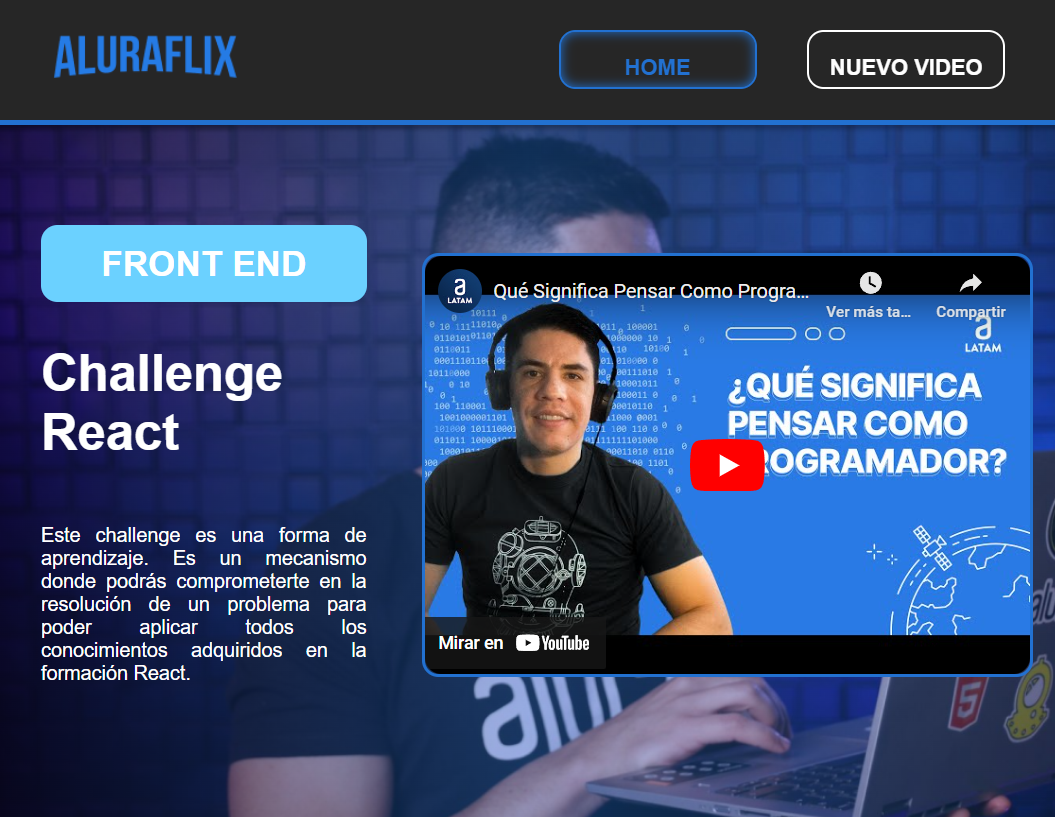 ALURAFLIX
HOME
NUEVO VIDEO
FRONT END
Challenge
React
Este challenge es una forma de
aprendizaje. Es un mecanismo
donde podrás comprometerte en la
resolución de un problema para
poder aplicar todos los
conocimientos adquiridos en la
formación React.
a
LATAM
Qué Significa Pensar Como Progra...
Ver más ta...
Compartir
a
LATAM
¿QUÉ SIGNIFICA
PENSAR COMO
ROGRAMADOR?
Mirar en YouTube
alu
5